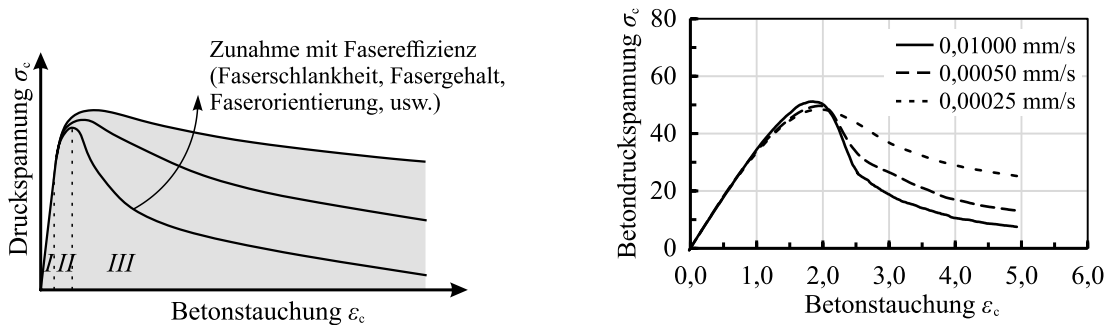 Zunahme mit Fasereffizienz
(Faserschlankheit, Fasergehalt,
Faserorientierung, usw.)
Druckspannung σc
I II III
Betonstauchung εc
Betondruckspannung σc
80
60
40
20
0
0,01000 mm/s
0,00050 mm/s
0,00025 mm/s
0,0 1,0 2,0 3,0 4,0 5,0 6,0
Betonstauchung εc